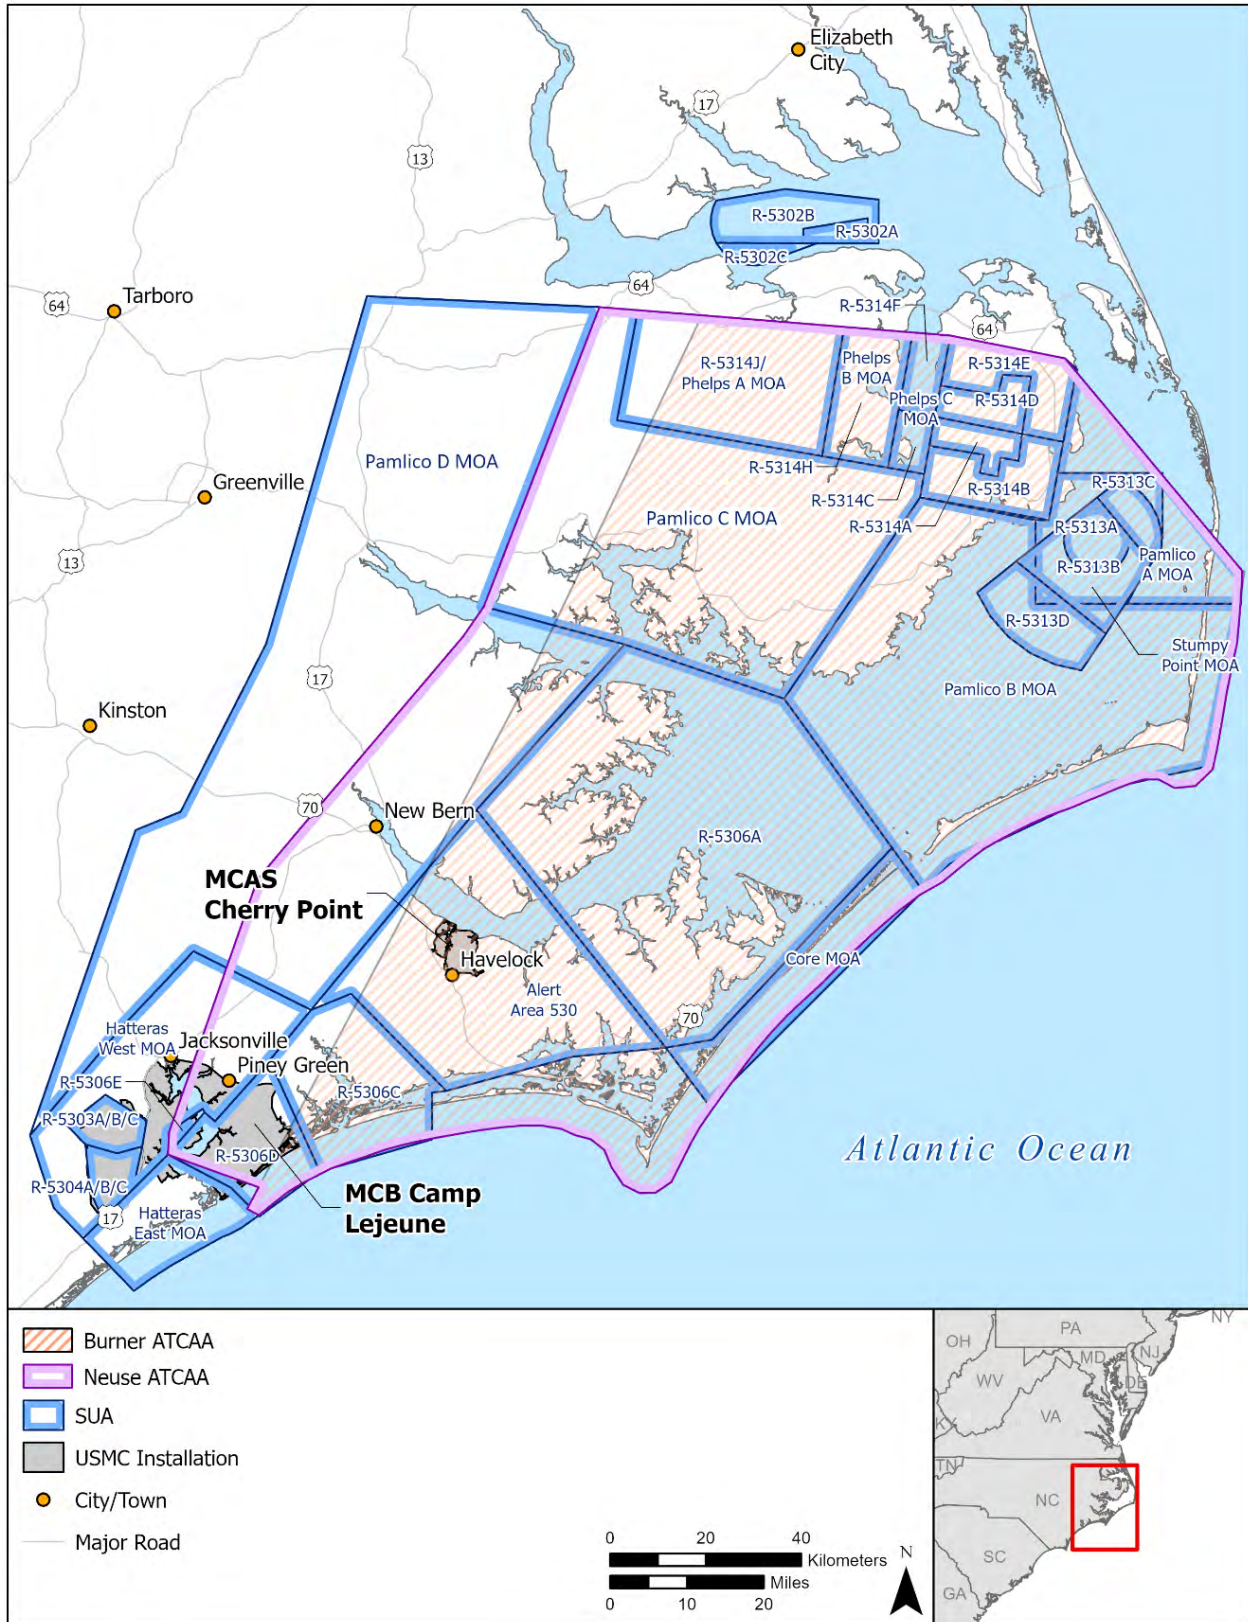 Elizabeth
City
17
13
R-5302B
R-5302A
R-5302C
64
64
Tarboro
R-5314F
64
R-5314J/
Phelps A MOA
Phelps
B MOA
R-5314E
R-5314D
Phelps C
MOA
Pamlico D MOA
R-5314H
R-5314C
R-5314B
R-5313C
Greenville
Pamlico C MOA
R-5314A
R-5313A
Pamlico
A MOA
13
R-5313B
R-5313D
Stumpy
Point MOA
17
Pamlico B MOA
Kinston
70
New Bern
R-5306A
MCAS
Cherry Point
Havelock
Core MOA
Alert
Area 530
70
Hatteras
West MOA
Jacksonville
Piney Green
R-5306E
R-5306C
R-5303A/B/C
R-5306D
Atlantic Ocean
R-5304A/B/C
MCB Camp
Lejeune
17
Hatteras
East MOA
Burner ATCAA
Neuse ATCAA
SUA
USMC Installation
City/Town
Major Road
0 20 40
Kilometers
Miles
0 10 20
N
NY
PA
OH
NJ
MD
DE
WV
VA
KY
TN
NC
SC
GA